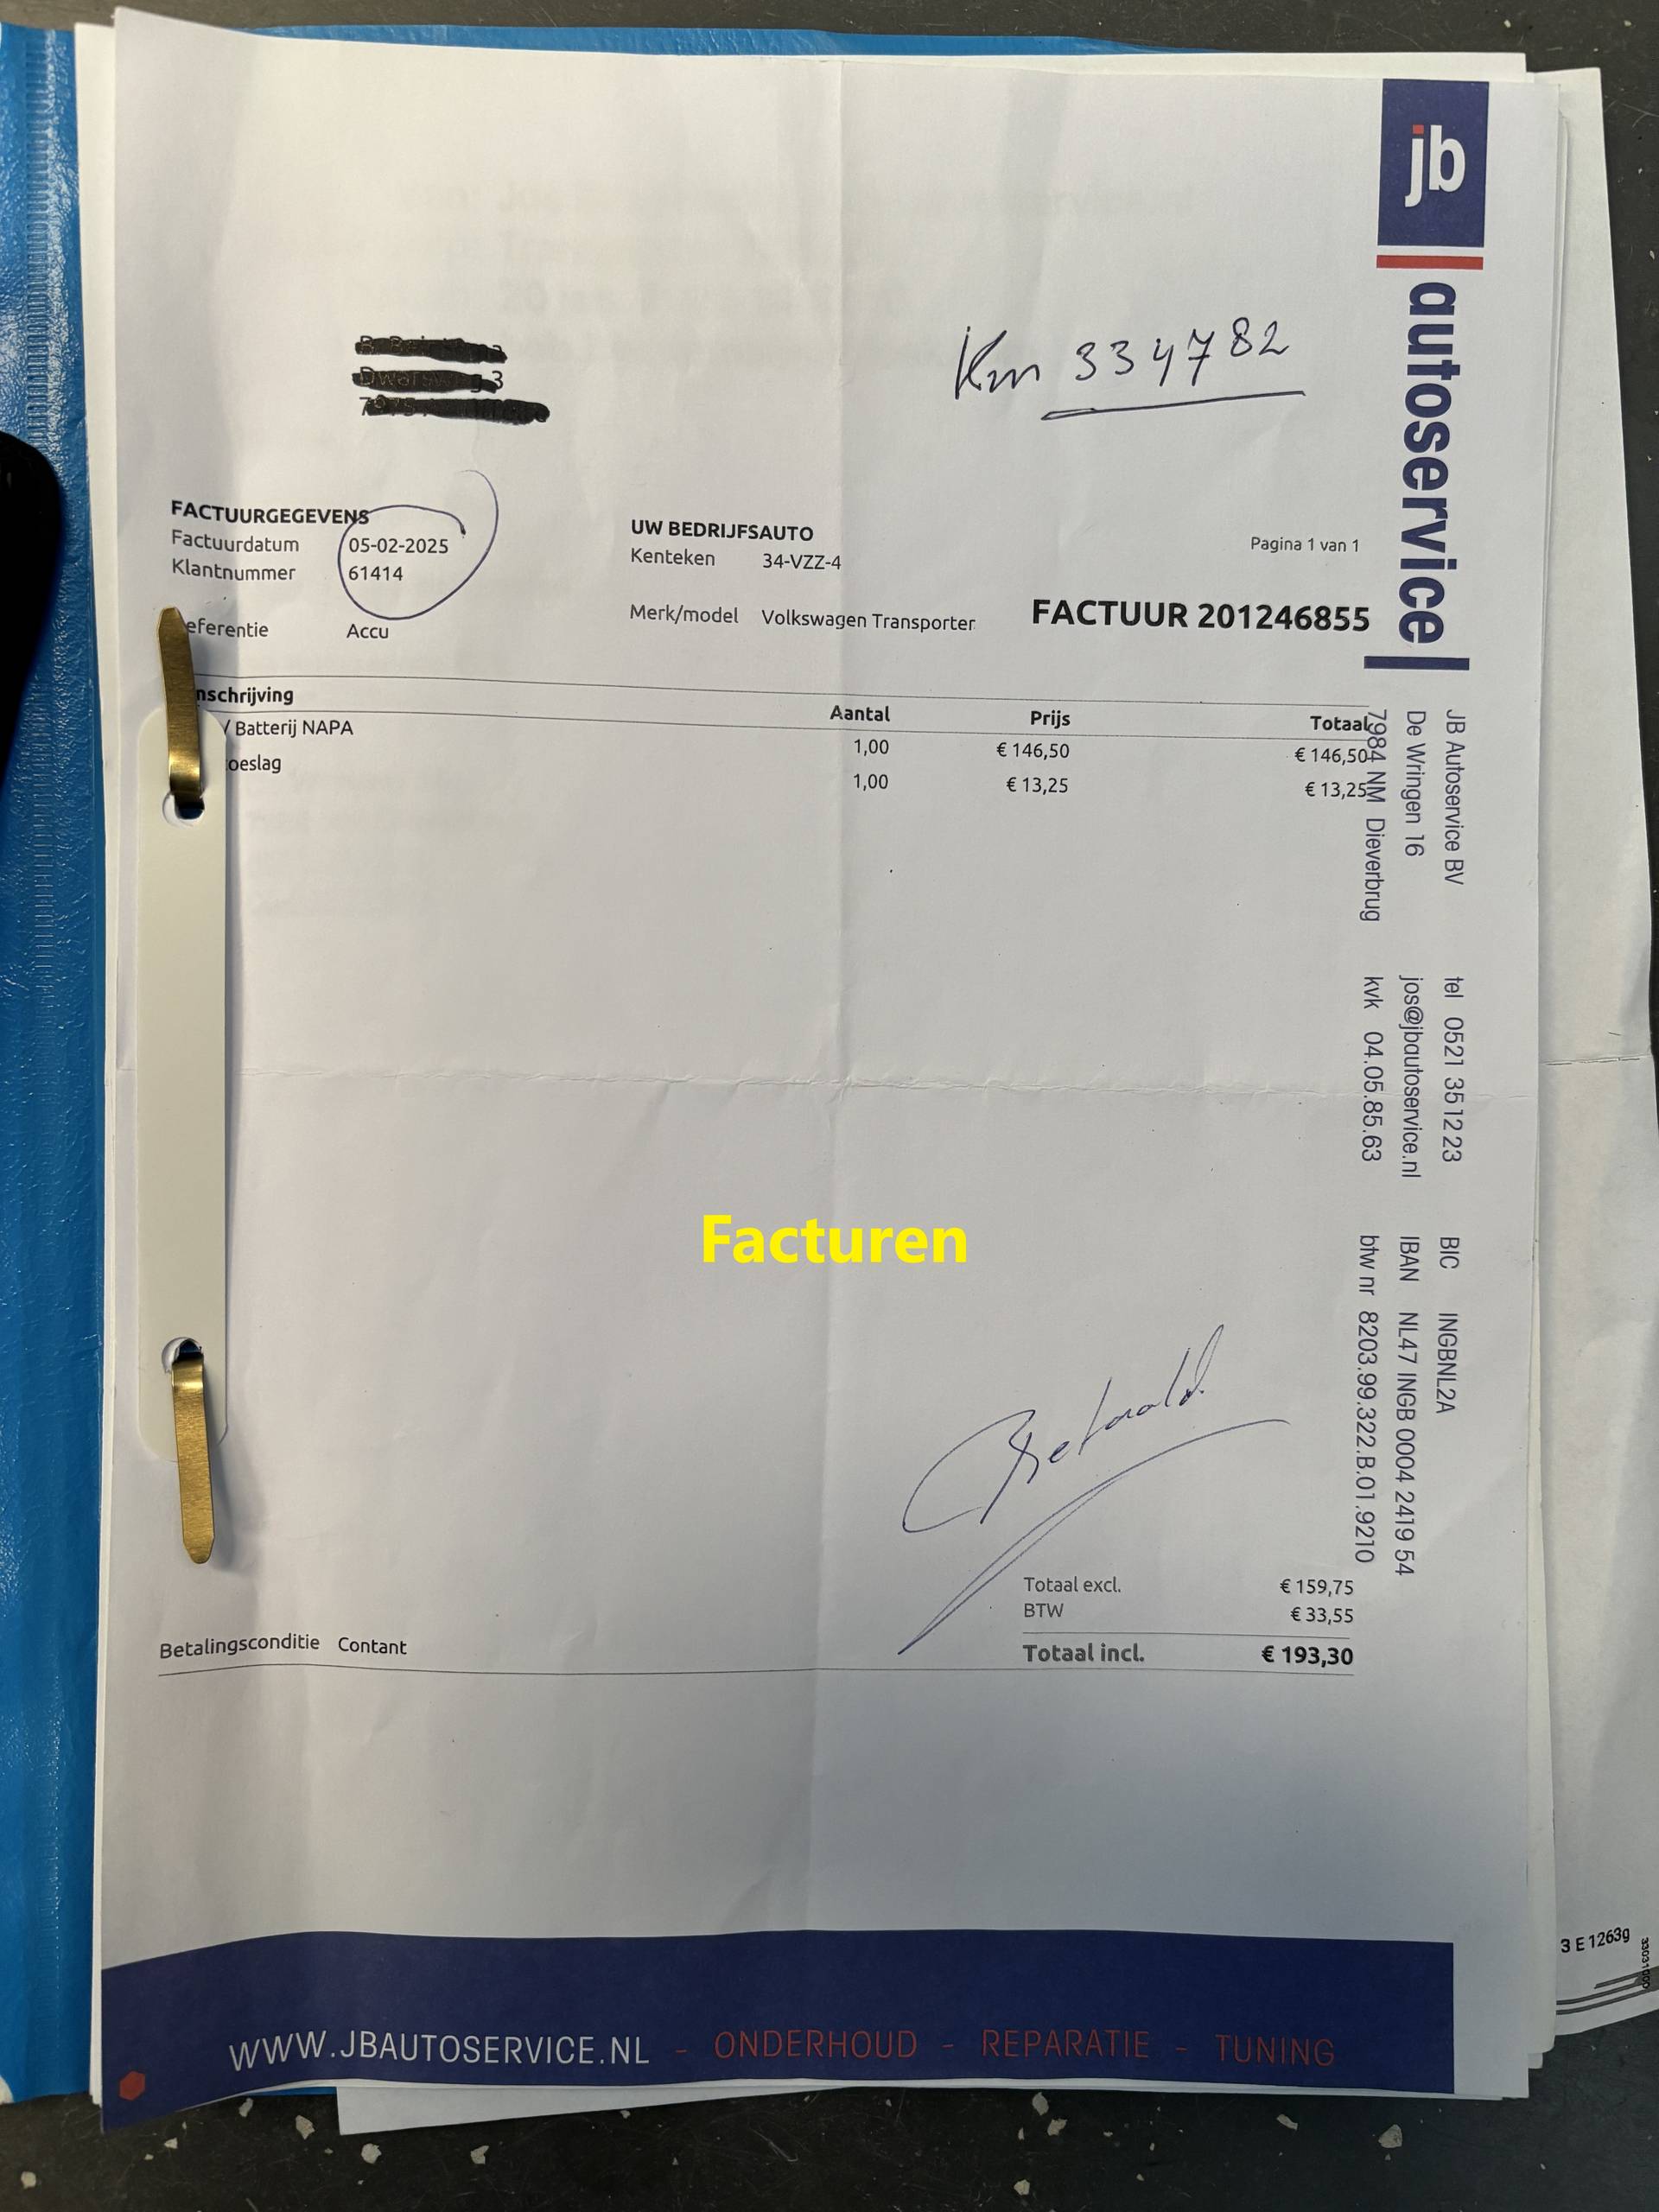 jb autoservice
Km 334782
FACTUURGEGEVENS
Factuurdatum 05-02-2025
Klantnummer 61414
eferentie Accu
UW BEDRIJFSAUTO
Kenteken 34-VZZ-4
Merk/model Volkswagen Transporter
Pagina 1 van 1
FACTUUR 201246855
nschrijving Aantal Prijs Totaal
/ Batterij NAPA 1,00 € 146,50 € 146,50
oeslag 1,00 € 13,25 € 13,25
JB Autoservice BV
De Wringen 16
7984 NM Dieverbrug
tel 0521 351223
jos@jbautoservice.nl
kvk 04.05.85.63
BIC INGBNL2A
IBAN NL47 INGB 0004 2419 54
btw nr 8203.99.322.B.01.9210
Facturen
Betaald
Totaal excl. € 159,75
BTW € 33,55
Totaal incl. € 193,30
Betalingsconditie Contant
WWW.JBAUTOSERVICE.NL - ONDERHOUD - REPARATIE - TUNING
3 E 1263g